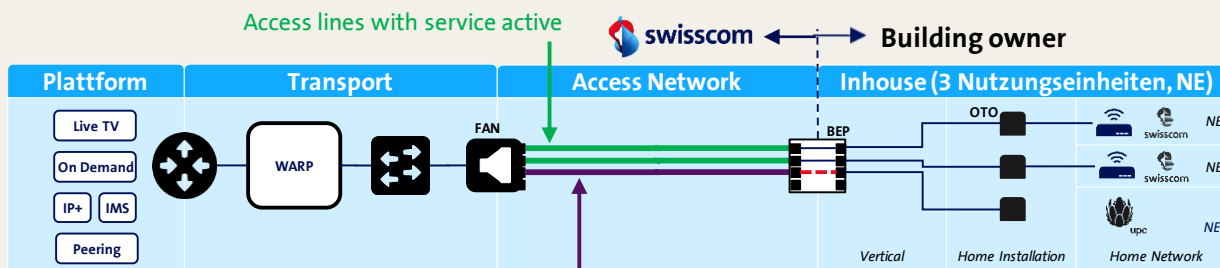 Access lines with service active
swisscom
Building owner
Plattform
Transport
Access Network
Inhouse (3 Nutzungseinheiten, NE)
Live TV
On Demand
IP+
IMS
Peering
WARP
FAN
BEP
OTO
swisscom
NE
swisscom
NE
upc
NE
Vertical
Home Installation
Home Network